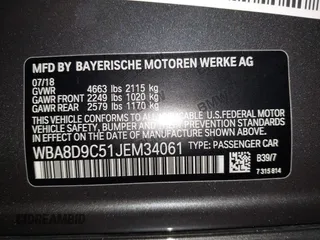 MFD BY BAYERISCHE MOTOREN WERKE AG
07/18
GVWR 4663 lbs 2115 kg
GAWR FRONT 2249 lbs 1020 kg
GAWR REAR 2579 lbs 1170 kg
THIS VEHICLE CONFORMS TO ALL
APPLICABLE FEDERAL MOTOR VEHICLE
SAFETY, BUMPER, AND THEFT
PREVENTION STANDARDS IN EFFECT ON
THE DATE OF MANUFACTURE SHOWN
ABOVE.
WBA8D9C51JEM34061 TYPE: PASSENGER CAR
B39/7
7 315 814
BIDREAMBID